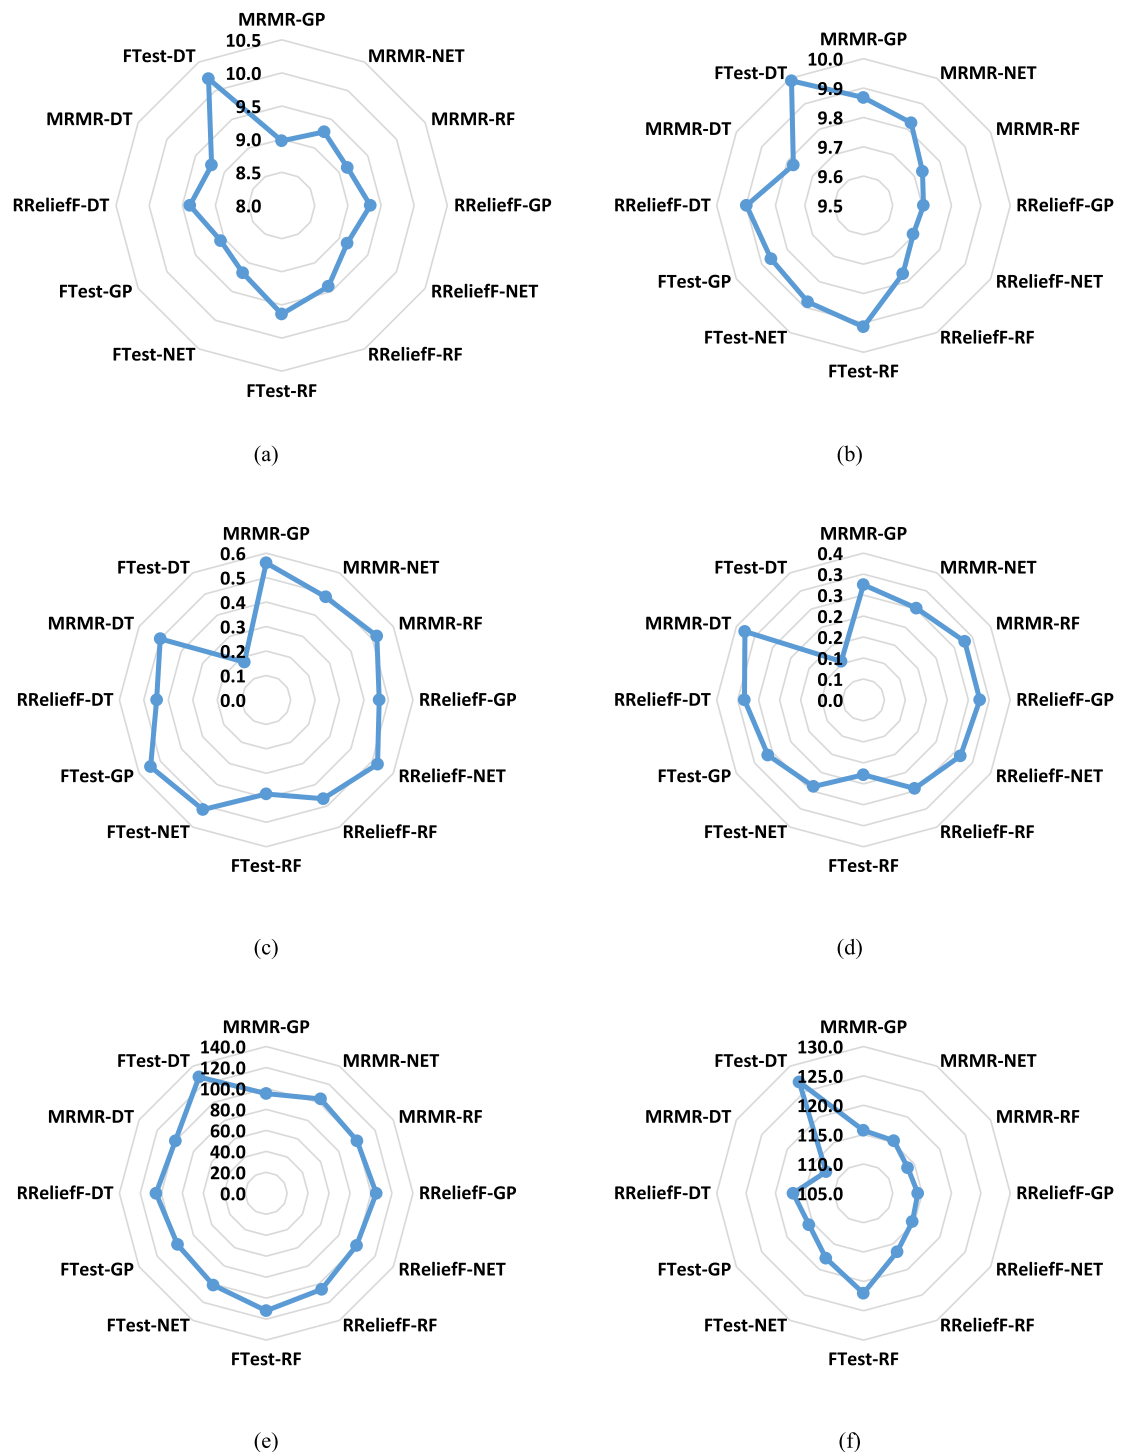 MRMR-GP
10.5
FTest-DT
MRMR-NET
10.0
9.5
MRMR-DT
MRMR-RF
9.0
8.5
RReliefF-DT
8.0
RReliefF-GP
FTest-GP
RReliefF-NET
FTest-NET
RReliefF-RF
FTest-RF
(a)
MRMR-GP
10.0
FTest-DT
MRMR-NET
9.9
9.8
MRMR-DT
MRMR-RF
9.7
9.6
RReliefF-DT
9.5
RReliefF-GP
FTest-GP
RReliefF-NET
FTest-NET
RReliefF-RF
FTest-RF
(b)
MRMR-GP
0.6
FTest-DT
MRMR-NET
0.5
0.4
MRMR-DT
MRMR-RF
0.3
0.2
0.1
RReliefF-DT
0.0
RReliefF-GP
FTest-GP
RReliefF-NET
FTest-NET
RReliefF-RF
FTest-RF
(c)
MRMR-GP
0.4
FTest-DT
MRMR-NET
0.3
0.3
0.2
MRMR-DT
MRMR-RF
0.2
0.1
0.1
RReliefF-DT
0.0
RReliefF-GP
FTest-GP
RReliefF-NET
FTest-NET
RReliefF-RF
FTest-RF
(d)
MRMR-GP
140.0
FTest-DT
MRMR-NET
120.0
100.0
80.0
MRMR-DT
MRMR-RF
60.0
40.0
20.0
RReliefF-DT
0.0
RReliefF-GP
FTest-GP
RReliefF-NET
FTest-NET
RReliefF-RF
FTest-RF
(e)
MRMR-GP
130.0
FTest-DT
MRMR-NET
125.0
120.0
MRMR-DT
MRMR-RF
115.0
110.0
RReliefF-DT
105.0
RReliefF-GP
FTest-GP
RReliefF-NET
FTest-NET
RReliefF-RF
FTest-RF
(f)